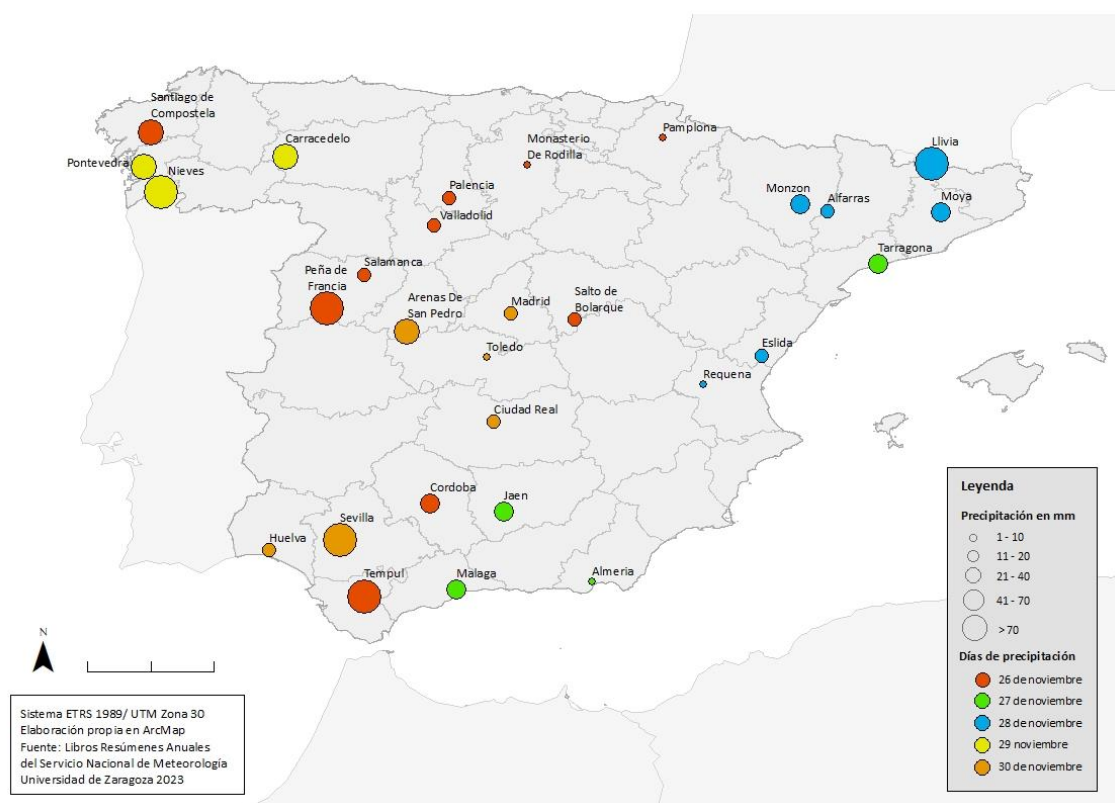 Santiago de
Compostela
Carracedelo
Monasterio
De Rodilla
Pamplona
Llivia
Pontevedra
Nieves
Palencia
Monzon
Alfarras
Moya
Valladolid
Tarragona
Salamanca
Peña de
Francia
Arenas De
San Pedro
Madrid
Salto de
Bolarque
Toledo
Eslida
Requena
Ciudad Real
Cordoba
Jaen
Sevilla
Huelva
Tempul
Malaga
Almeria
N
Sistema ETRS 1989/ UTM Zona 30
Elaboración propia en ArcMap
Fuente: Libros Resúmenes Anuales
del Servicio Nacional de Meteorología
Universidad de Zaragoza 2023
Leyenda
Precipitación en mm
1 - 10
11 - 20
21 - 40
41 - 70
>70
Días de precipitación
26 de noviembre
27 de noviembre
28 de noviembre
29 noviembre
30 de noviembre